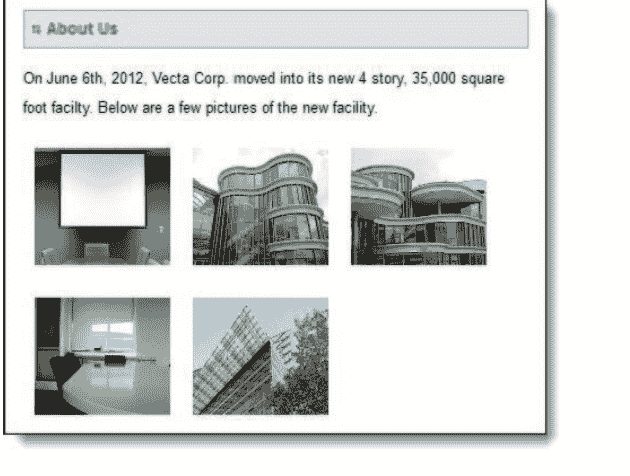 About Us
On June 6th, 2012, Vecta Corp. moved into its new 4 story, 35,000 square
foot facilty. Below are a few pictures of the new facility.